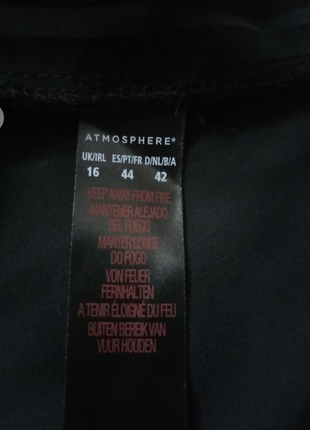 ATMOSPHERE®
UK/IRL ES/PT/FR D/NL/B/A
16 44 42
KEEP AWAY FROM FIRE
MANTENER ALEJADO
DEL FUEGO
MANTER LONGE
DO FOGO
VON FEUER
FERNHALTEN
A TENIR ÉLOIGNÉ DU FEU
BUITEN BEREIK VAN
VUUR HOUDEN